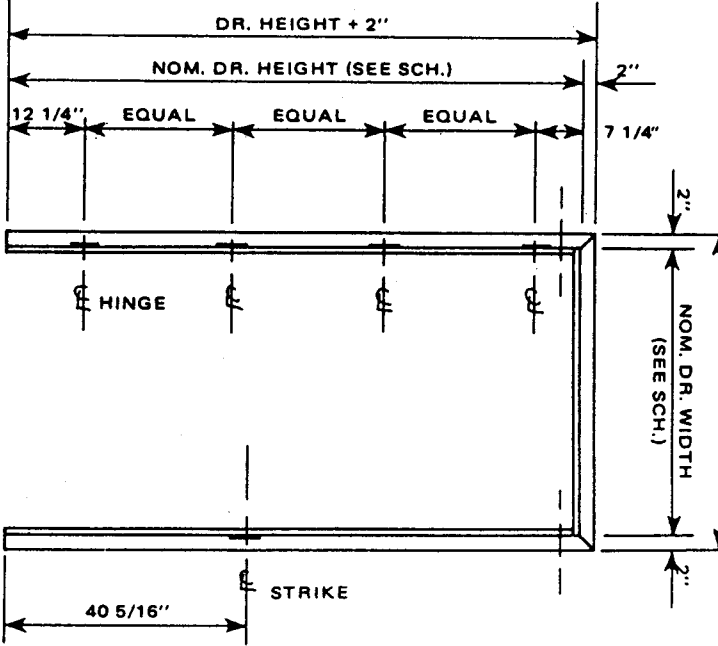 DR. HEIGHT + 2"
NOM. DR. HEIGHT (SEE SCH.)
2"
12 1/4"
EQUAL
EQUAL
EQUAL
7 1/4"
2"
℄ HINGE
℄
℄
℄
NOM. DR. WIDTH
(SEE SCH.)
℄ STRIKE
2"
40 5/16"